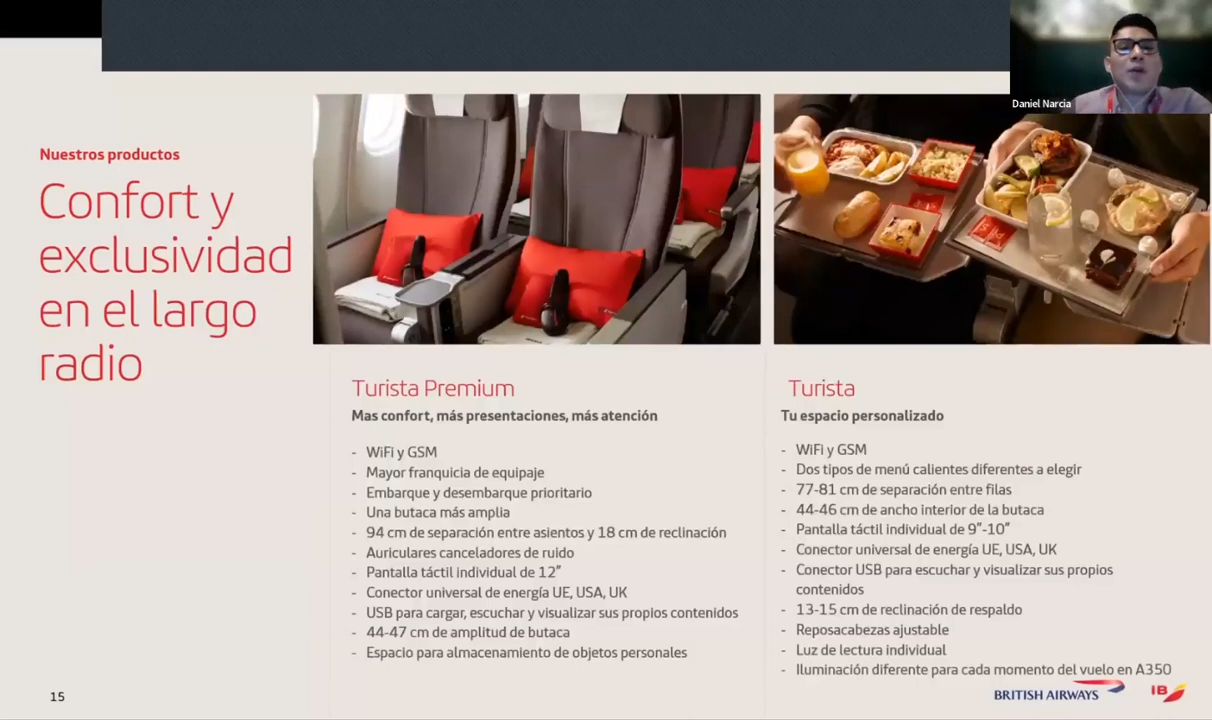 Daniel Narcia
Nuestros productos
Confort y
exclusividad
en el largo
radio
Turista Premium
Mas confort, más presentaciones, más atención
- WiFi y GSM
- Mayor franquicia de equipaje
- Embarque y desembarque prioritario
- Una butaca más amplia
- 94 cm de separación entre asientos y 18 cm de reclinación
- Auriculares canceladores de ruido
- Pantalla táctil individual de 12”
- Conector universal de energía UE, USA, UK
- USB para cargar, escuchar y visualizar sus propios contenidos
- 44-47 cm de amplitud de butaca
- Espacio para almacenamiento de objetos personales
Turista
Tu espacio personalizado
- WiFi y GSM
- Dos tipos de menú calientes diferentes a elegir
- 77-81 cm de separación entre filas
- 44-46 cm de ancho interior de la butaca
- Pantalla táctil individual de 9”-10”
- Conector universal de energía UE, USA, UK
- Conector USB para escuchar y visualizar sus propios
contenidos
- 13-15 cm de reclinación de respaldo
- Reposacabezas ajustable
- Luz de lectura individual
- Iluminación diferente para cada momento del vuelo en A350
15
BRITISH AIRWAYS
IB